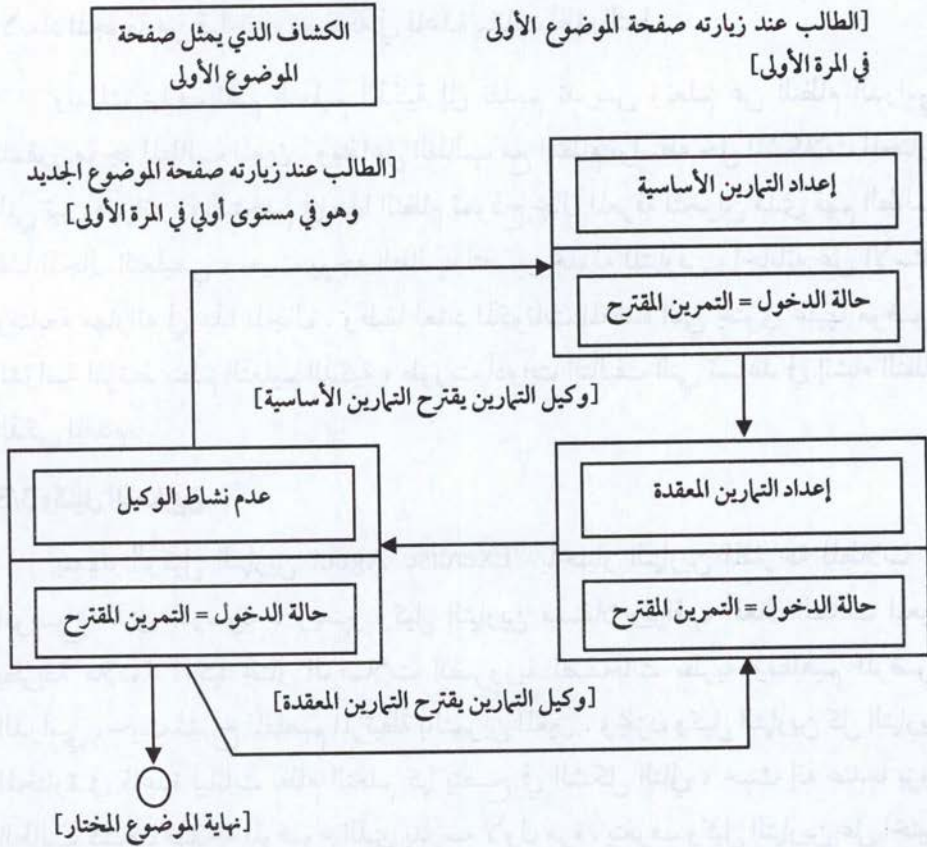 [الطالب عند زيارته صفحة الموضوع الأولى
في المرة الأولى]
الكشاف الذي يمثل صفحة
الموضوع الأولى
[الطالب عند زيارته صفحة الموضوع الجديد
وهو في مستوى أولي في المرة الأولى]
إعداد التمارين الأساسية
حالة الدخول = التمرين المقترح
[وكيل التمارين يقترح التمارين الأساسية]
إعداد التمارين المعقدة
حالة الدخول = التمرين المقترح
عدم نشاط الوكيل
حالة الدخول = التمرين المقترح
[وكيل التمارين يقترح التمارين المعقدة]
[نهاية الموضوع المختار]